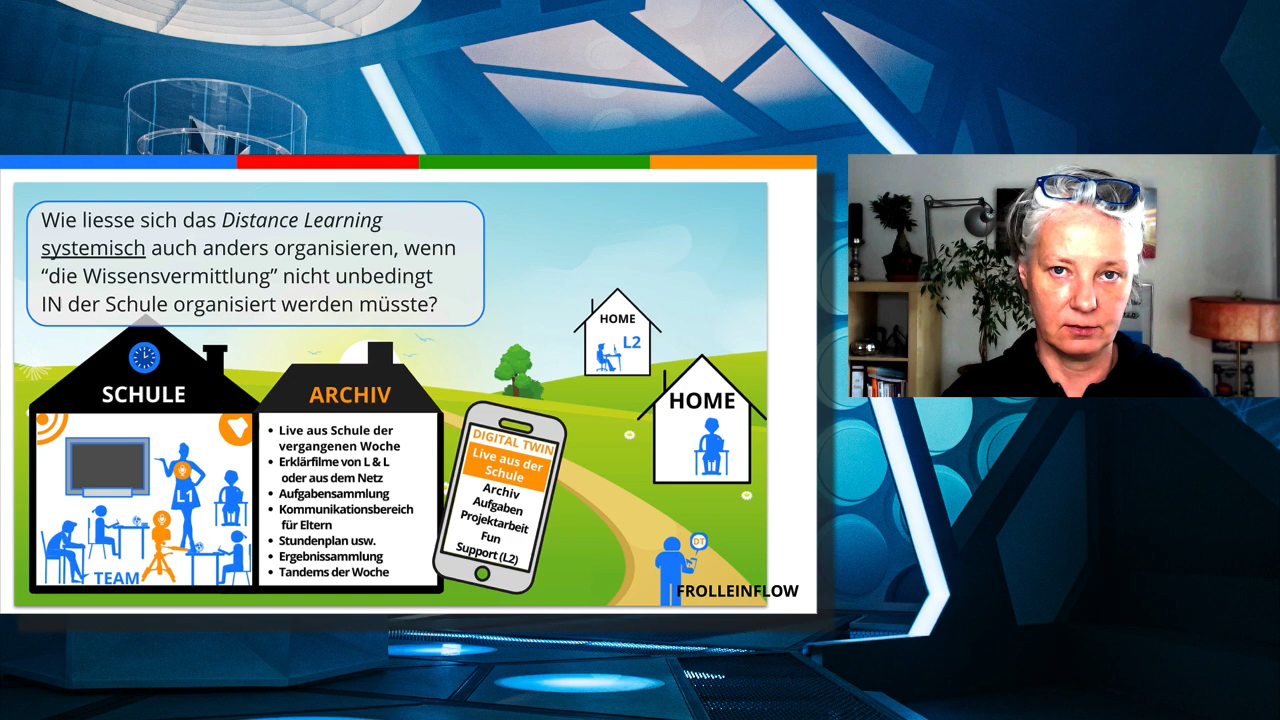 Wie liesse sich das Distance Learning
systemisch auch anders organisieren, wenn
“die Wissensvermittlung” nicht unbedingt
IN der Schule organisiert werden müsste?
SCHULE
L1
TEAM
ARCHIV
• Live aus Schule der
vergangenen Woche
• Erklärfilme von L & L
oder aus dem Netz
• Aufgabensammlung
• Kommunikationsbereich
für Eltern
• Stundenplan usw.
• Ergebnissammlung
• Tandems der Woche
DIGITAL TWIN
Live aus der
Schule
Archiv
Aufgaben
Projektarbeit
Fun
Support (L2)
HOME
L2
HOME
DT
FROLLEINFLOW